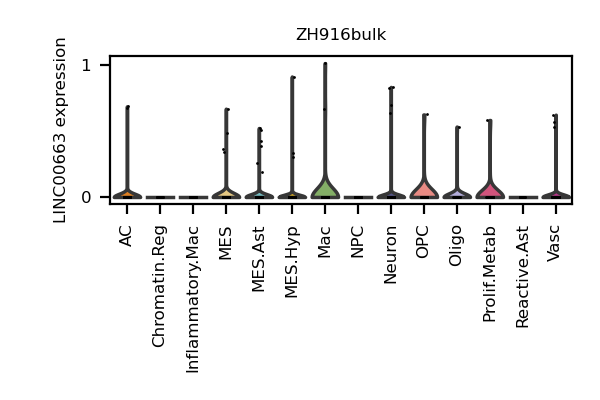 ZH916bulk
LINC00663 expression
1
0
AC
Chromatin.Reg
Inflammatory.Mac
MES
MES.Ast
MES.Hyp
Mac
NPC
Neuron
OPC
Oligo
Prolif.Metab
Reactive.Ast
Vasc